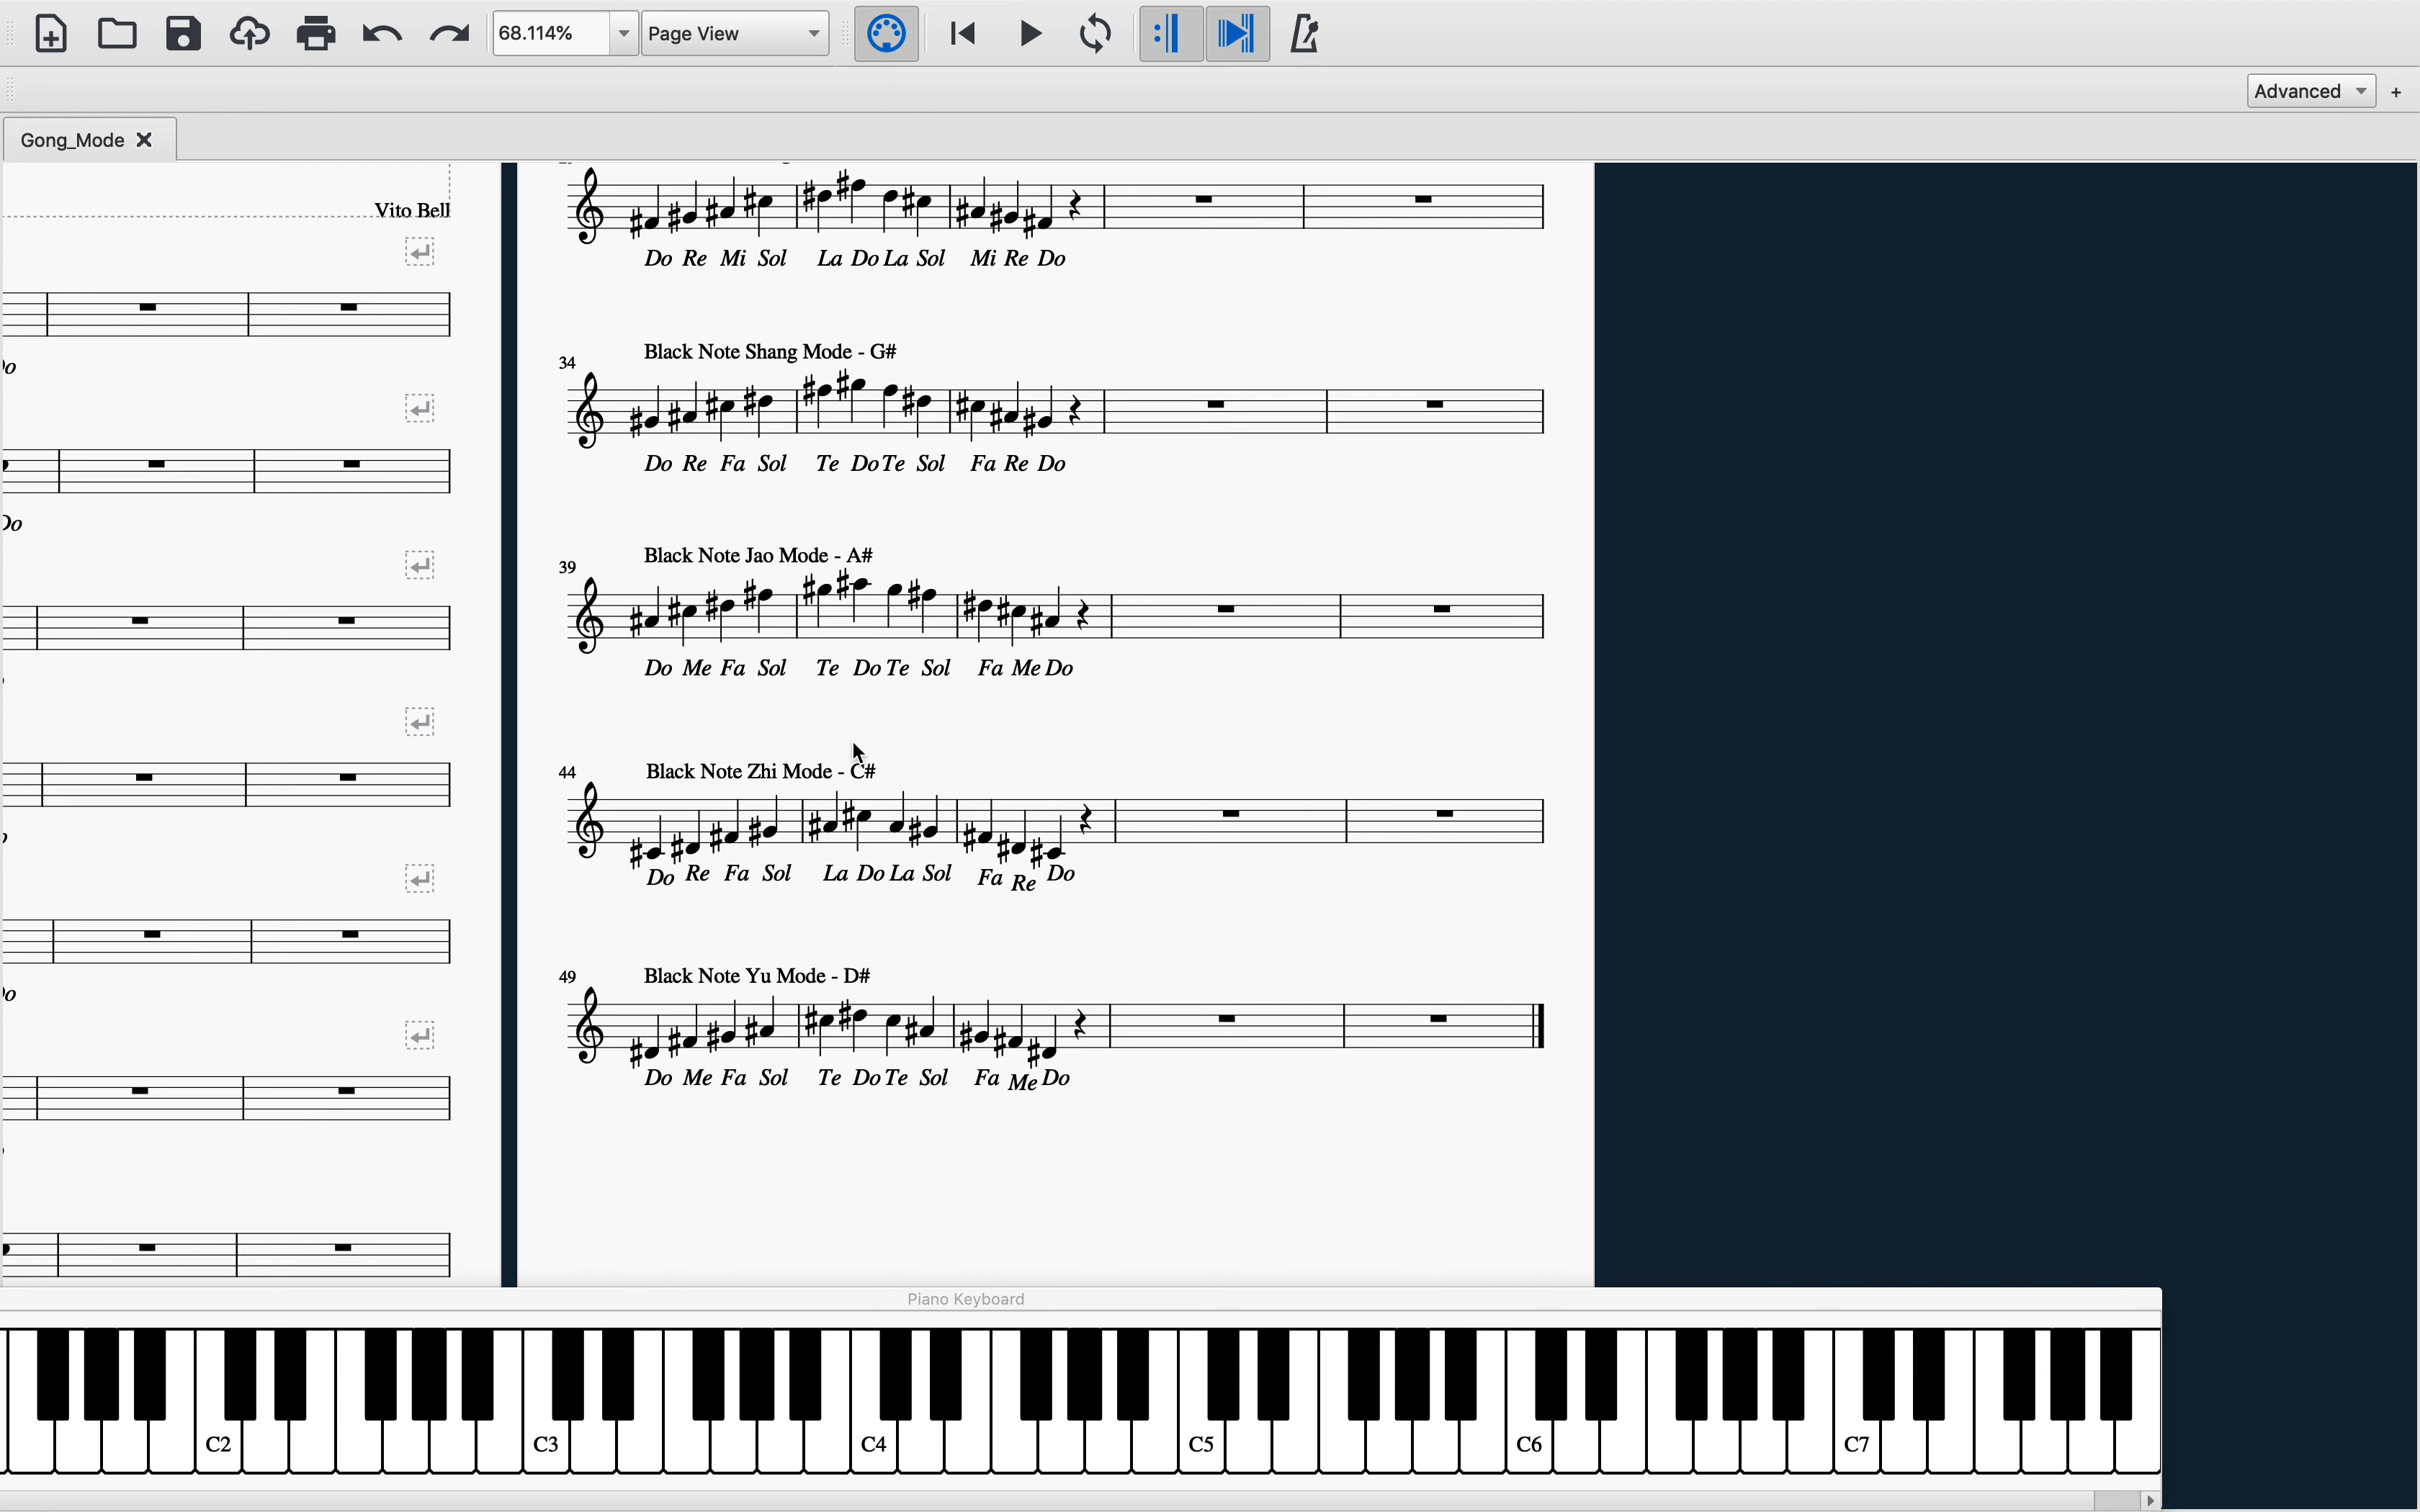 68.114%
Page View
Advanced
+
Gong_Mode
Vito Bell
Do Re Mi Sol La Do La Sol Mi Re Do
Black Note Shang Mode - G#
34
Do Re Fa Sol Te Do Te Sol Fa Re Do
Do
Black Note Jao Mode - A#
39
Do Me Fa Sol Te Do Te Sol Fa Me Do
Black Note Zhi Mode - C#
44
Do Re Fa Sol La Do La Sol Fa Re Do
Black Note Yu Mode - D#
49
Do Me Fa Sol Te Do Te Sol Fa Me Do
Piano Keyboard
C2 C3 C4 C5 C6 C7